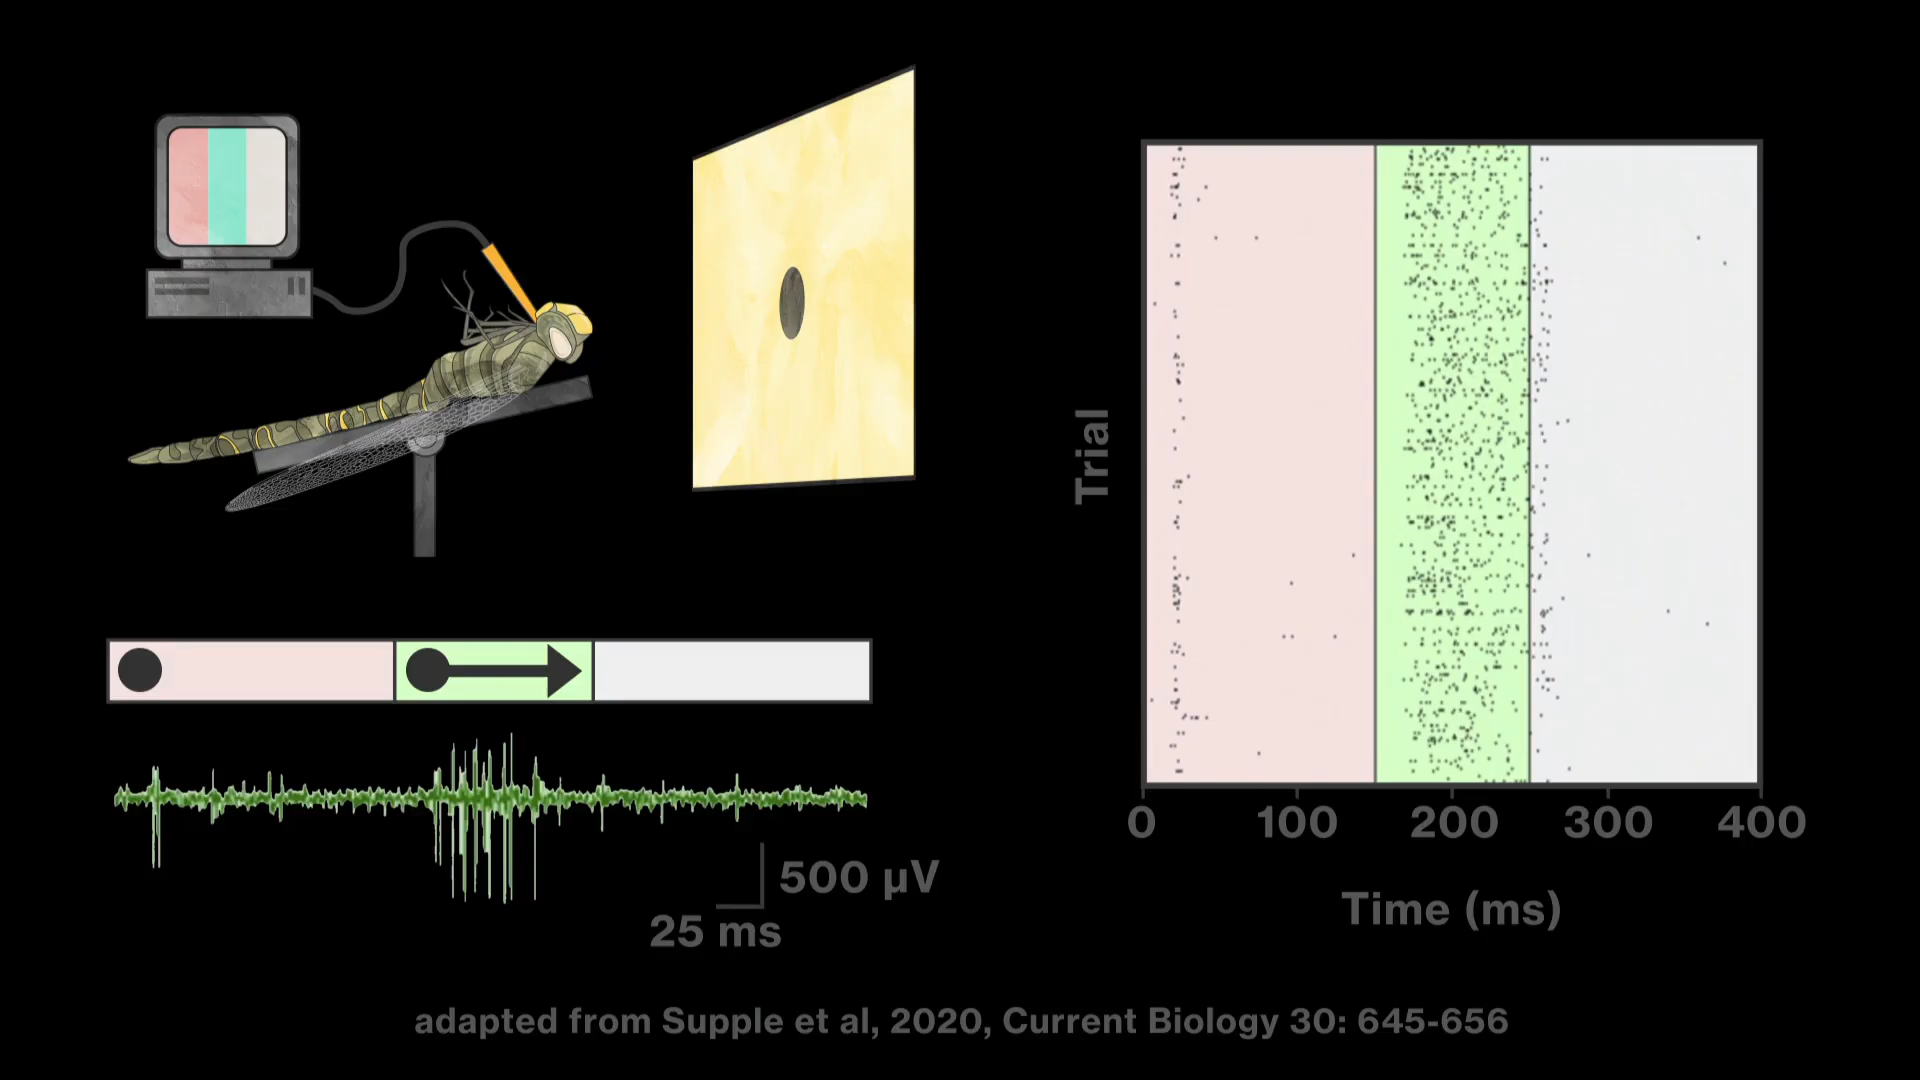 Trial
0 100 200 300 400
Time (ms)
500 µV
25 ms
adapted from Supple et al, 2020, Current Biology 30: 645-656